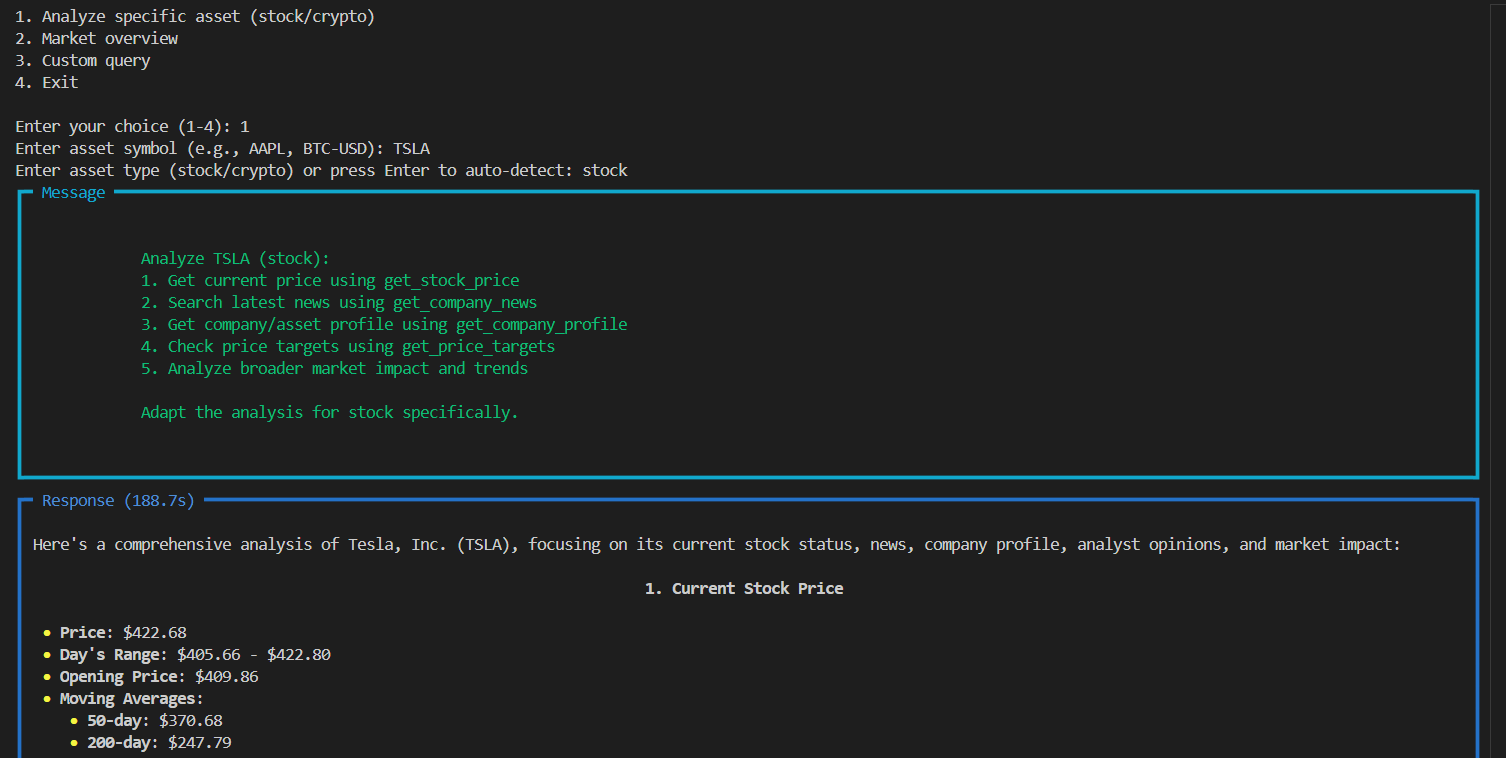 1. Analyze specific asset (stock/crypto)
2. Market overview
3. Custom query
4. Exit
Enter your choice (1-4): 1
Enter asset symbol (e.g., AAPL, BTC-USD): TSLA
Enter asset type (stock/crypto) or press Enter to auto-detect: stock
Message
Analyze TSLA (stock):
1. Get current price using get_stock_price
2. Search latest news using get_company_news
3. Get company/asset profile using get_company_profile
4. Check price targets using get_price_targets
5. Analyze broader market impact and trends
Adapt the analysis for stock specifically.
Response (188.7s)
Here's a comprehensive analysis of Tesla, Inc. (TSLA), focusing on its current stock status, news, company profile, analyst opinions, and market impact:
1. Current Stock Price
• Price: $422.68
• Day's Range: $405.66 - $422.80
• Opening Price: $409.86
• Moving Averages:
• 50-day: $370.68
• 200-day: $247.79